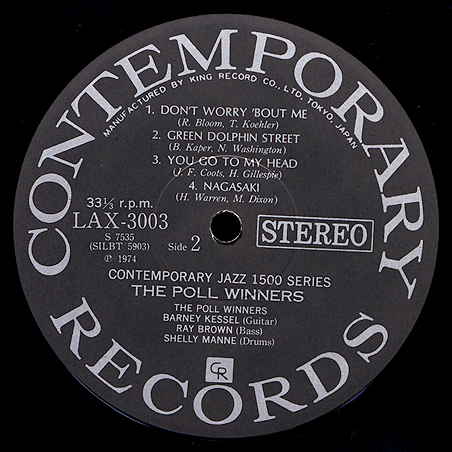 CONTEMPORARY RECORDS
MANUFACTURED BY KING RECORD CO., LTD. TOKYO, JAPAN
1. DON'T WORRY 'BOUT ME
(R. Bloom, T. Koehler)
2. GREEN DOLPHIN STREET
(B. Kaper, N. Washington)
3. YOU GO TO MY HEAD
(J. F. Coots, H. Gillespie)
4. NAGASAKI
(H. Warren, M. Dixon)
33⅓ r.p.m.
LAX-3003
S 7535
(SILBT 5903) Side 2
STEREO
℗ 1974
CONTEMPORARY JAZZ 1500 SERIES
THE POLL WINNERS
THE POLL WINNERS
BARNEY KESSEL (Guitar)
RAY BROWN (Bass)
SHELLY MANNE (Drums)
CR